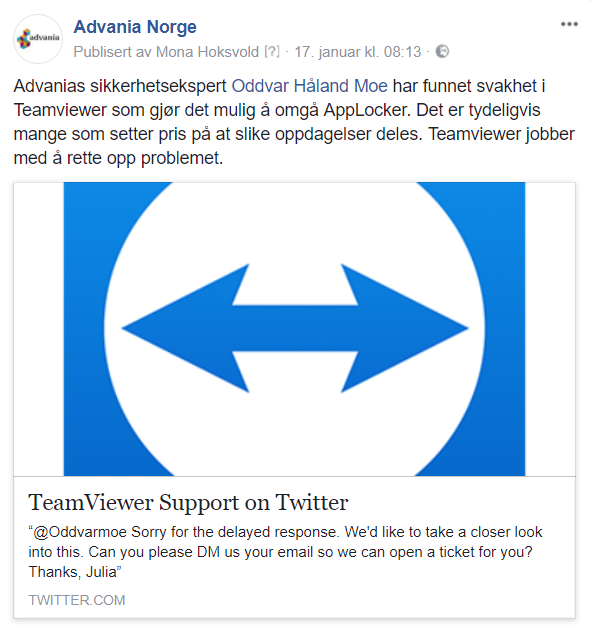 advania
Advania Norge
Publisert av Mona Hoksvold [?] · 17. januar kl. 08:13 ·
Advanias sikkerhetsekspert Oddvar Håland Moe har funnet svakhet i
Teamviewer som gjør det mulig å omgå AppLocker. Det er tydeligvis
mange som setter pris på at slike oppdagelser deles. Teamviewer jobber
med å rette opp problemet.
TeamViewer Support on Twitter
“@Oddvarmoe Sorry for the delayed response. We'd like to take a closer look
into this. Can you please DM us your email so we can open a ticket for you?
Thanks, Julia”
TWITTER.COM